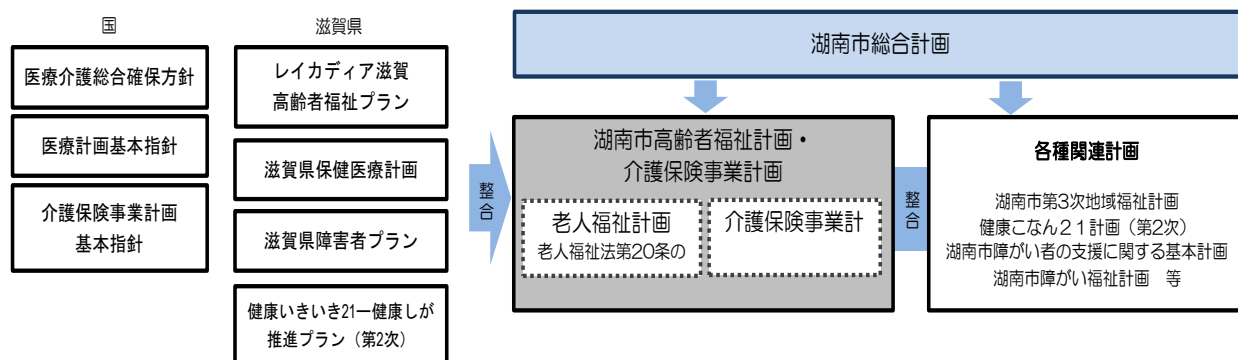 国
医療介護総合確保方針
医療計画基本指針
介護保険事業計画
基本指針
滋賀県
レイカディア滋賀
高齢者福祉プラン
滋賀県保健医療計画
滋賀県障害者プラン
健康いきいき21ー健康しが
推進プラン（第2次）
整合
湖南市総合計画
湖南市高齢者福祉計画・
介護保険事業計画
老人福祉計画
老人福祉法第20条の
介護保険事業計
整合
各種関連計画
湖南市第3次地域福祉計画
健康こなん２１計画（第2次）
湖南市障がい者の支援に関する基本計画
湖南市障がい福祉計画　等